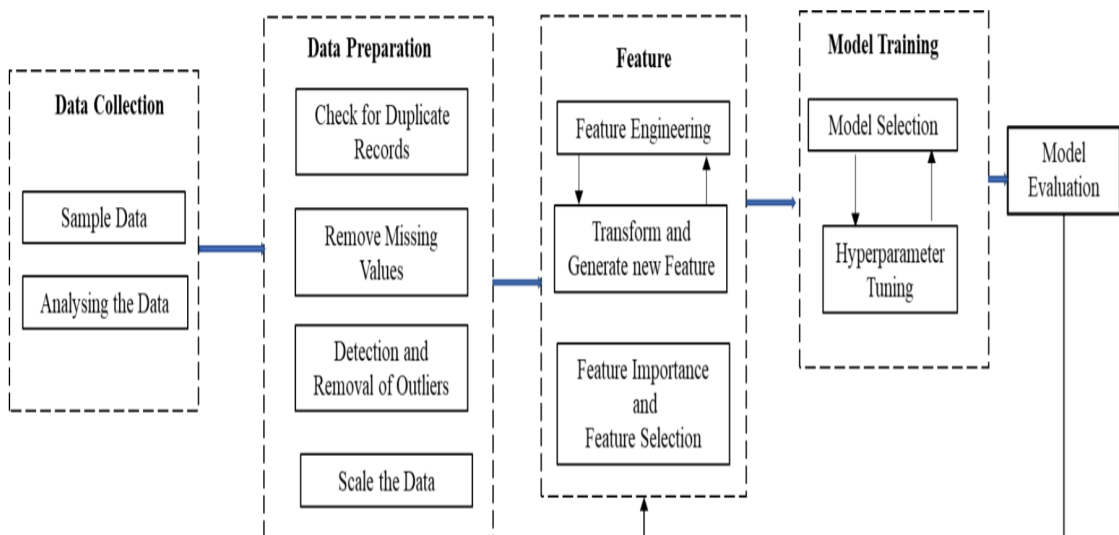 Data Collection
Sample Data
Analysing the Data
Data Preparation
Check for Duplicate
Records
Remove Missing
Values
Detection and
Removal of Outliers
Scale the Data
Feature
Feature Engineering
Transform and
Generate new Feature
Feature Importance
and
Feature Selection
Model Training
Model Selection
Hyperparameter
Tuning
Model
Evaluation